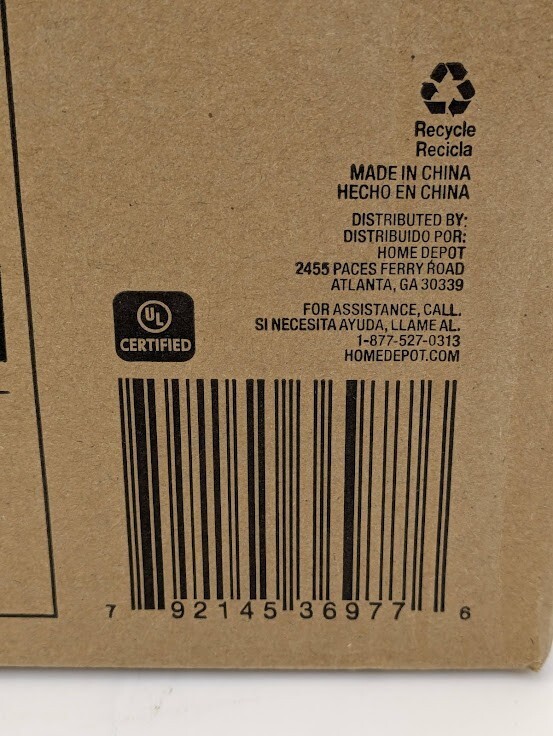 Recycle
Recicla
MADE IN CHINA
HECHO EN CHINA
DISTRIBUTED BY:
DISTRIBUIDO POR:
HOME DEPOT
2455 PACES FERRY ROAD
ATLANTA, GA 30339
FOR ASSISTANCE, CALL.
SI NECESITA AYUDA, LLAME AL.
1-877-527-0313
HOMEDEPOT.COM
UL
CERTIFIED
7 92145 36977 6